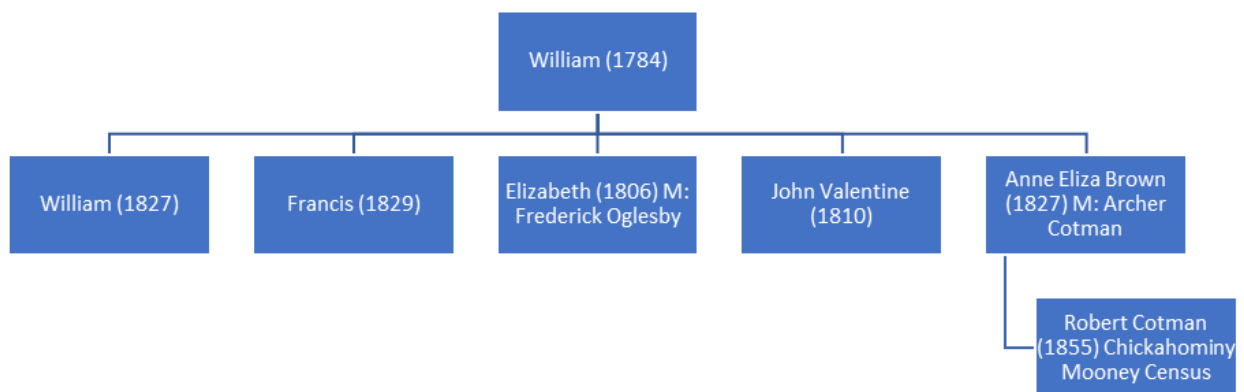 William (1784)
William (1827)
Francis (1829)
Elizabeth (1806) M:
Frederick Oglesby
John Valentine
(1810)
Anne Eliza Brown
(1827) M: Archer
Cotman
Robert Cotman
(1855) Chickahominy
Mooney Census